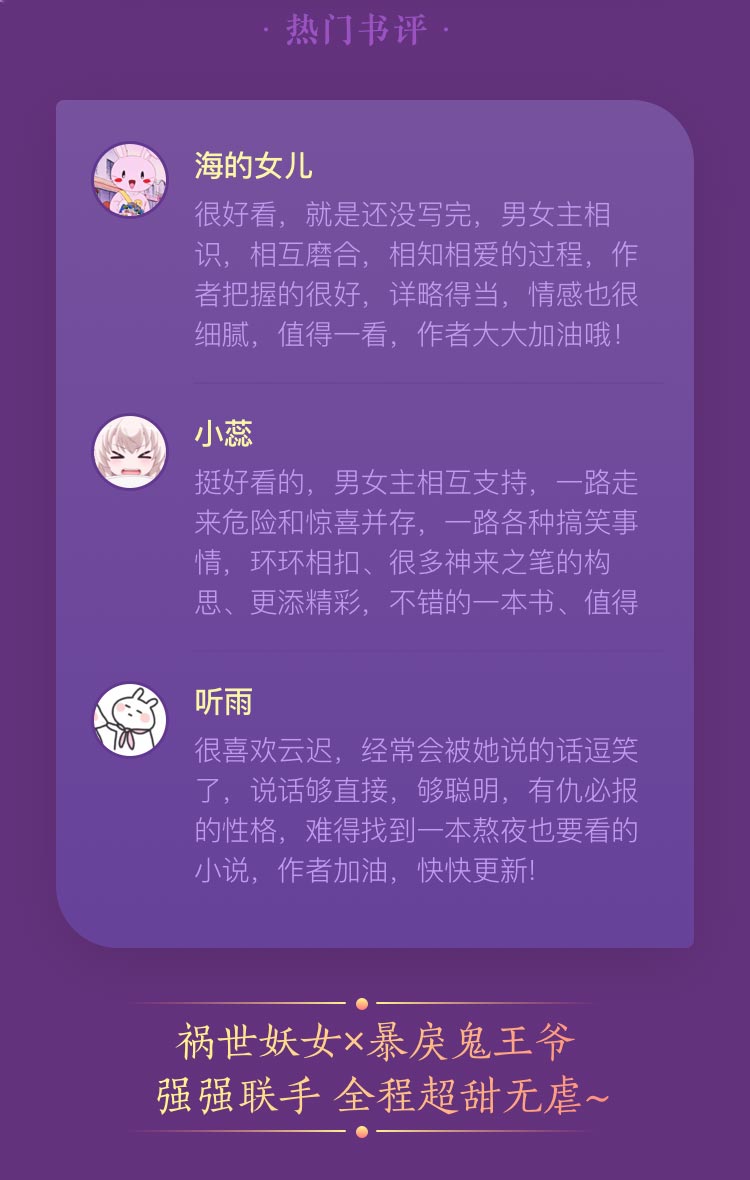 · 热门书评 ·
海的女儿
很好看，就是还没写完，男女主相
识，相互磨合，相知相爱的过程，作
者把握的很好，详略得当，情感也很
细腻，值得一看，作者大大加油哦！
小蕊
挺好看的，男女主相互支持，一路走
来危险和惊喜并存，一路各种搞笑事
情，环环相扣、很多神来之笔的构
思、更添精彩，不错的一本书、值得
听雨
很喜欢云迟，经常会被她说的话逗笑
了，说话够直接，够聪明，有仇必报
的性格，难得找到一本熬夜也要看的
小说，作者加油，快快更新!
祸世妖女×暴戾鬼王爷
强强联手 全程超甜无虐~